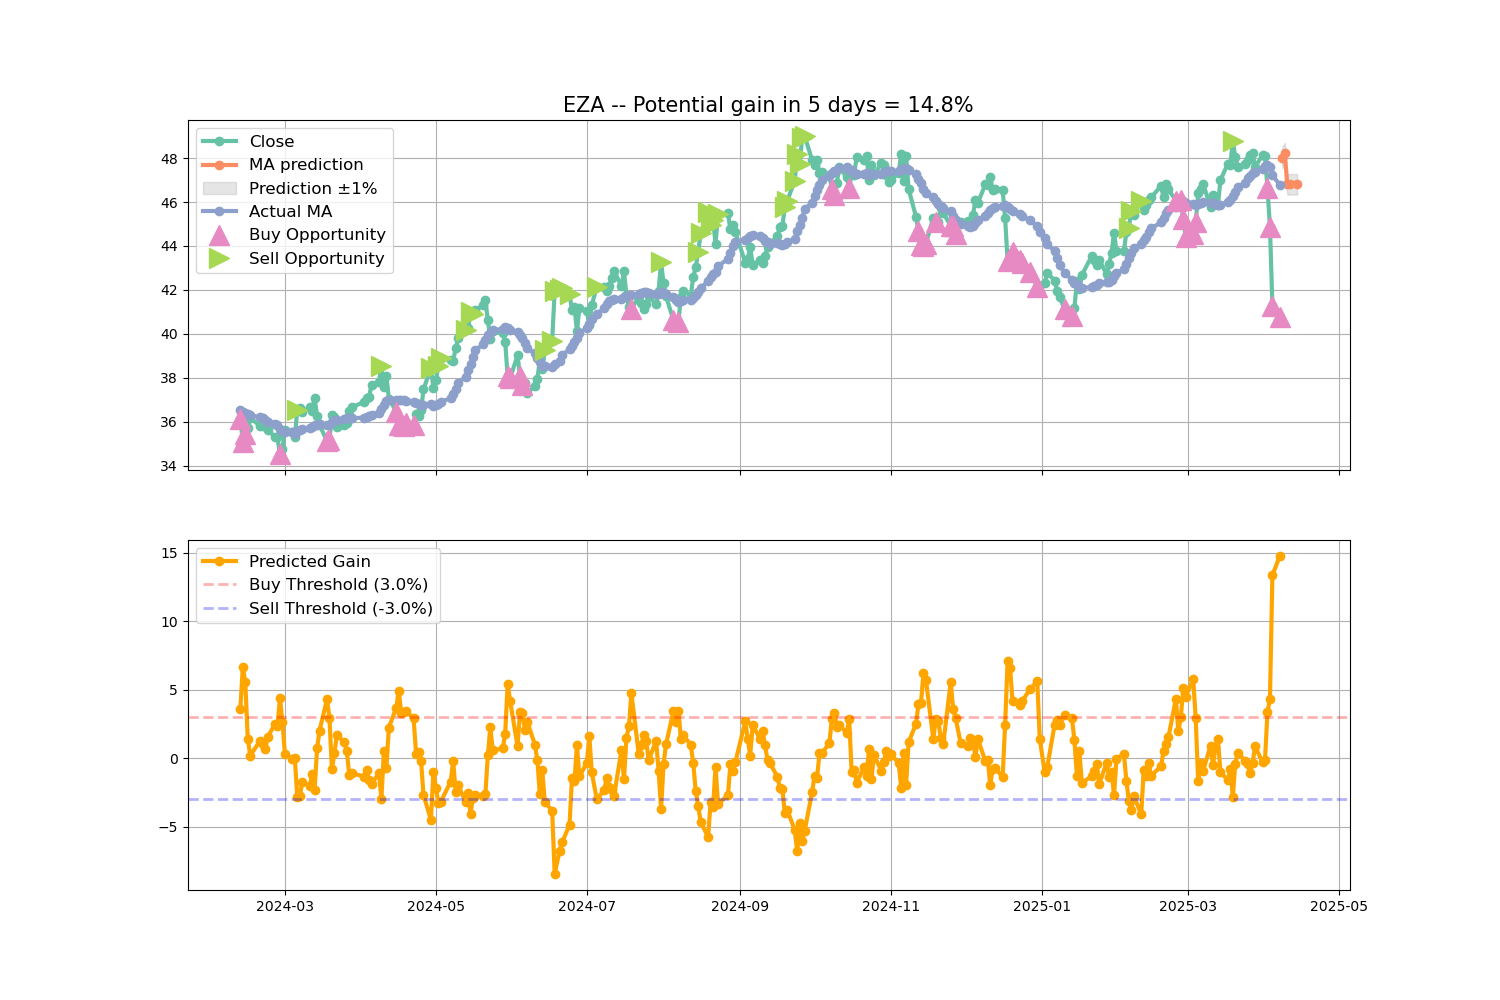 EZA -- Potential gain in 5 days = 14.8%
Close
MA prediction
Prediction ±1%
Actual MA
Buy Opportunity
Sell Opportunity
48
46
44
42
40
38
36
34
Predicted Gain
Buy Threshold (3.0%)
Sell Threshold (-3.0%)
15
10
5
0
−5
2024-03 2024-05 2024-07 2024-09 2024-11 2025-01 2025-03 2025-05